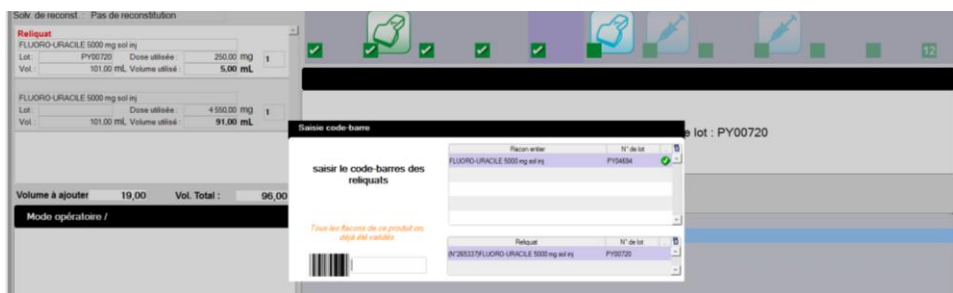 Solv. de reconst. : Pas de reconstitution
Reliquat
FLUORO-URACILE 5000 mg sol inj
Lot: PY00720 Dose utilisée : 250,00 mg 1
Vol.: 101,00 mL Volume utilisé : 5,00 mL
FLUORO-URACILE 5000 mg sol inj
Lot: Dose utilisée : 4 550,00 mg 1
Vol.: 101,00 mL Volume utilisé : 91,00 mL
Volume à ajouter 19,00 Vol. Total : 96,00
Mode opératoire /
12
e lot : PY00720
Saisie code-barre
saisir le code-barres des
reliquats
Tous les flacons de ce produit ont
déjà été validés
Flacon entier N° de lot
FLUORO-URACILE 5000 mg sol inj PY04694
Reliquat N° de lot
(N°265337)FLUORO-URACILE 5000 mg sol inj PY00720